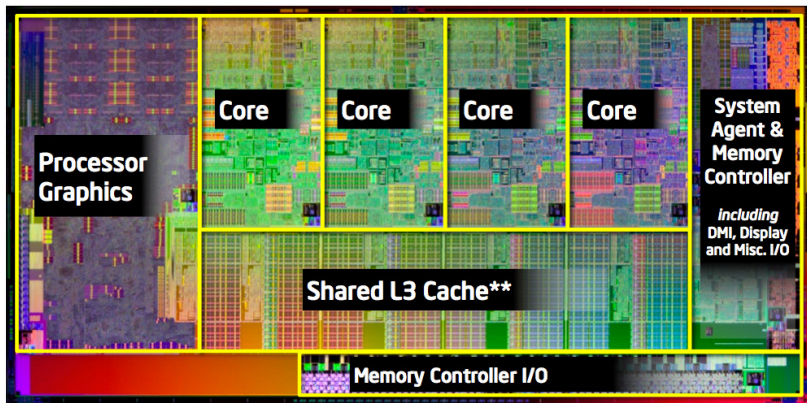 Processor
Graphics
Core
Core
Core
Core
System
Agent &
Memory
Controller
including
DMI, Display
and Misc. I/O
Shared L3 Cache**
Memory Controller I/O